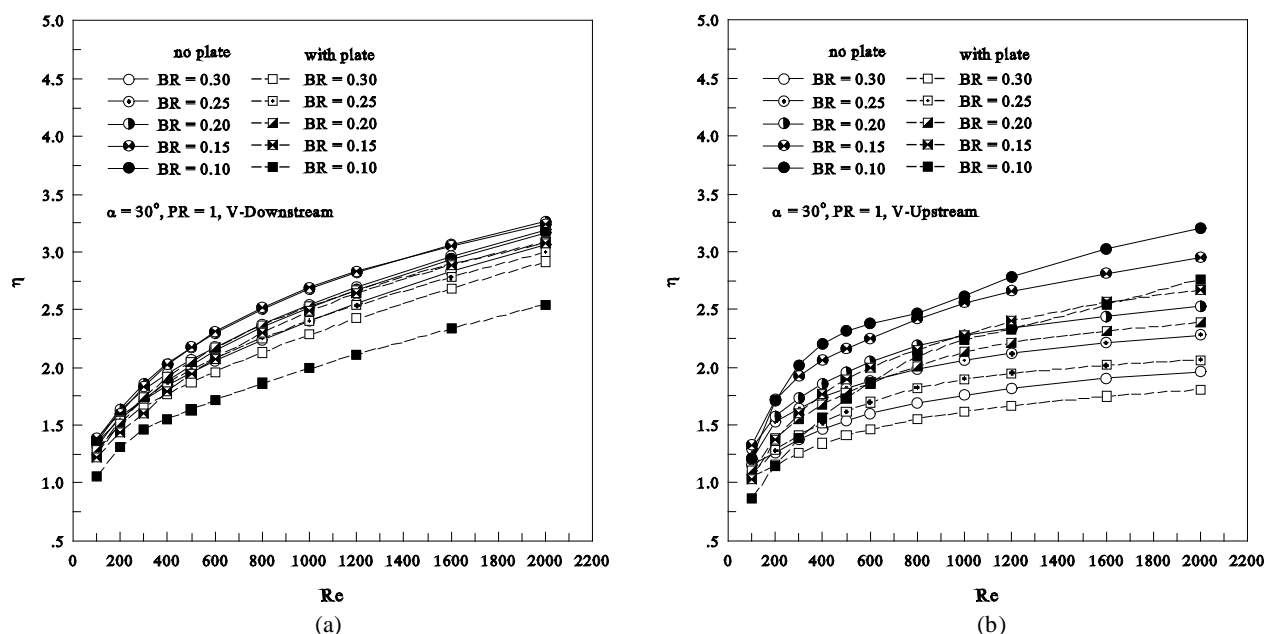 5.0
4.5
4.0
3.5
3.0
2.5
2.0
1.5
1.0
.5
η
no plate with plate
BR = 0.30 BR = 0.30
BR = 0.25 BR = 0.25
BR = 0.20 BR = 0.20
BR = 0.15 BR = 0.15
BR = 0.10 BR = 0.10
α = 30°, PR = 1, V-Downstream
0 200 400 600 800 1000 1200 1400 1600 1800 2000 2200
Re
(a)
5.0
4.5
4.0
3.5
3.0
2.5
2.0
1.5
1.0
.5
η
no plate with plate
BR = 0.30 BR = 0.30
BR = 0.25 BR = 0.25
BR = 0.20 BR = 0.20
BR = 0.15 BR = 0.15
BR = 0.10 BR = 0.10
α = 30°, PR = 1, V-Upstream
0 200 400 600 800 1000 1200 1400 1600 1800 2000 2200
Re
(b)